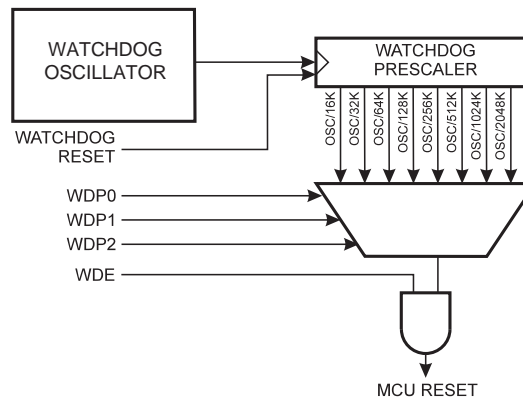 WATCHDOG
OSCILLATOR
WATCHDOG
PRESCALER
WATCHDOG
RESET
OSC/16K
OSC/32K
OSC/64K
OSC/128K
OSC/256K
OSC/512K
OSC/1024K
OSC/2048K
WDP0
WDP1
WDP2
WDE
MCU RESET